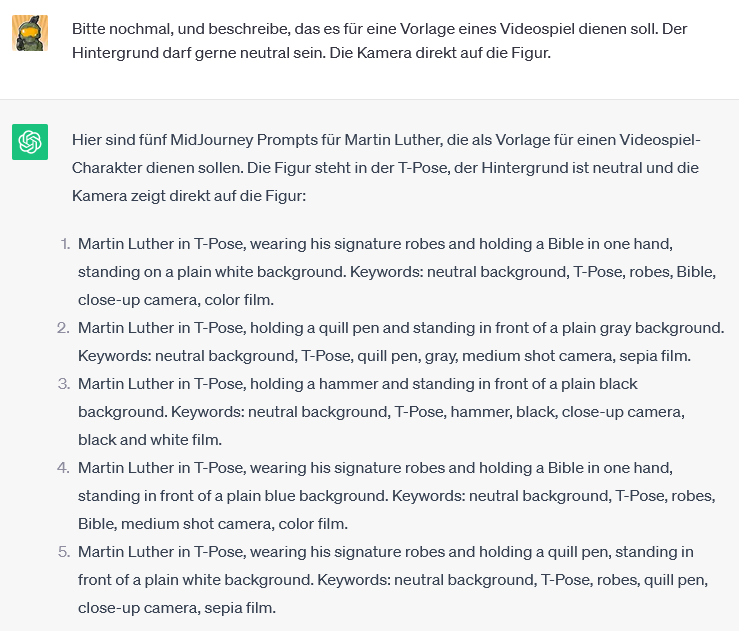 Bitte nochmal, und beschreibe, das es für eine Vorlage eines Videospiel dienen soll. Der
Hintergrund darf gerne neutral sein. Die Kamera direkt auf die Figur.
Hier sind fünf MidJourney Prompts für Martin Luther, die als Vorlage für einen Videospiel-
Charakter dienen sollen. Die Figur steht in der T-Pose, der Hintergrund ist neutral und die
Kamera zeigt direkt auf die Figur:
1. Martin Luther in T-Pose, wearing his signature robes and holding a Bible in one hand,
standing on a plain white background. Keywords: neutral background, T-Pose, robes, Bible,
close-up camera, color film.
2. Martin Luther in T-Pose, holding a quill pen and standing in front of a plain gray background.
Keywords: neutral background, T-Pose, quill pen, gray, medium shot camera, sepia film.
3. Martin Luther in T-Pose, holding a hammer and standing in front of a plain black
background. Keywords: neutral background, T-Pose, hammer, black, close-up camera,
black and white film.
4. Martin Luther in T-Pose, wearing his signature robes and holding a Bible in one hand,
standing in front of a plain blue background. Keywords: neutral background, T-Pose, robes,
Bible, medium shot camera, color film.
5. Martin Luther in T-Pose, wearing his signature robes and holding a quill pen, standing in
front of a plain white background. Keywords: neutral background, T-Pose, robes, quill pen,
close-up camera, sepia film.